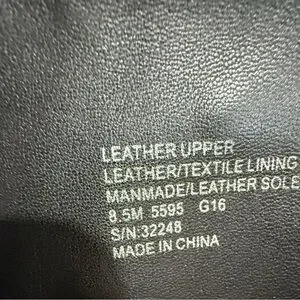 LEATHER UPPER
LEATHER/TEXTILE LINING
MANMADE/LEATHER SOLE
8.5M 5595 G16
S/N:32248
MADE IN CHINA